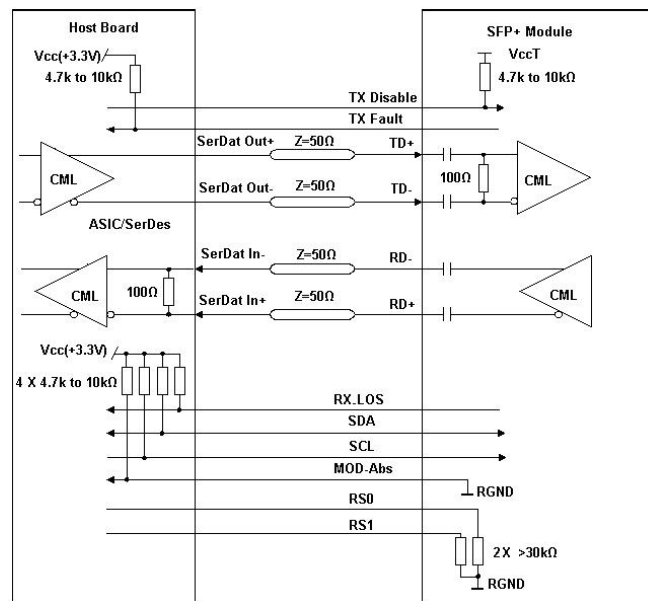 Host Board
SFP+ Module
Vcc(+3.3V)
4.7k to 10kΩ
VccT
4.7k to 10kΩ
TX Disable
TX Fault
SerDat Out+
Z=50Ω
TD+
CML
100Ω
CML
SerDat Out-
Z=50Ω
TD-
ASIC/SerDes
SerDat In-
Z=50Ω
RD-
CML
100Ω
SerDat In+
Z=50Ω
RD+
CML
Vcc(+3.3V)
4 X 4.7k to 10kΩ
RX.LOS
SDA
SCL
MOD-Abs
RGND
RS0
RS1
2 X >30kΩ
RGND